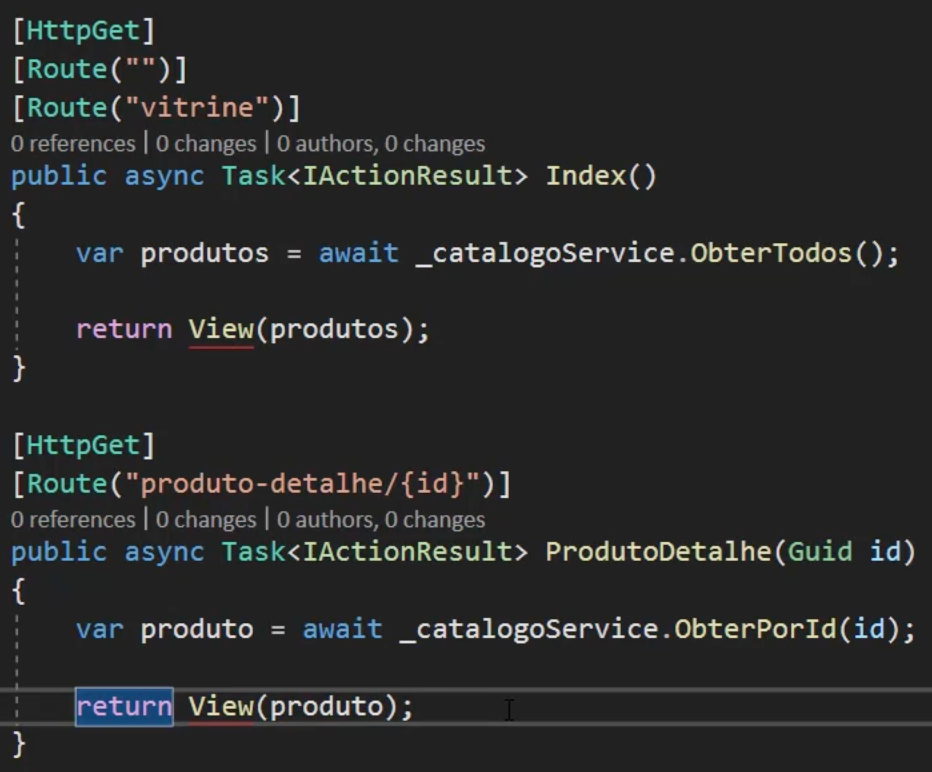 [HttpGet]
[Route("")]
[Route("vitrine")]
0 references | 0 changes | 0 authors, 0 changes
public async Task<IActionResult> Index()
{
var produtos = await _catalogoService.ObterTodos();
return View(produtos);
}
[HttpGet]
[Route("produto-detalhe/{id}")]
0 references | 0 changes | 0 authors, 0 changes
public async Task<IActionResult> ProdutoDetalhe(Guid id)
{
var produto = await _catalogoService.ObterPorId(id);
return View(produto);
}